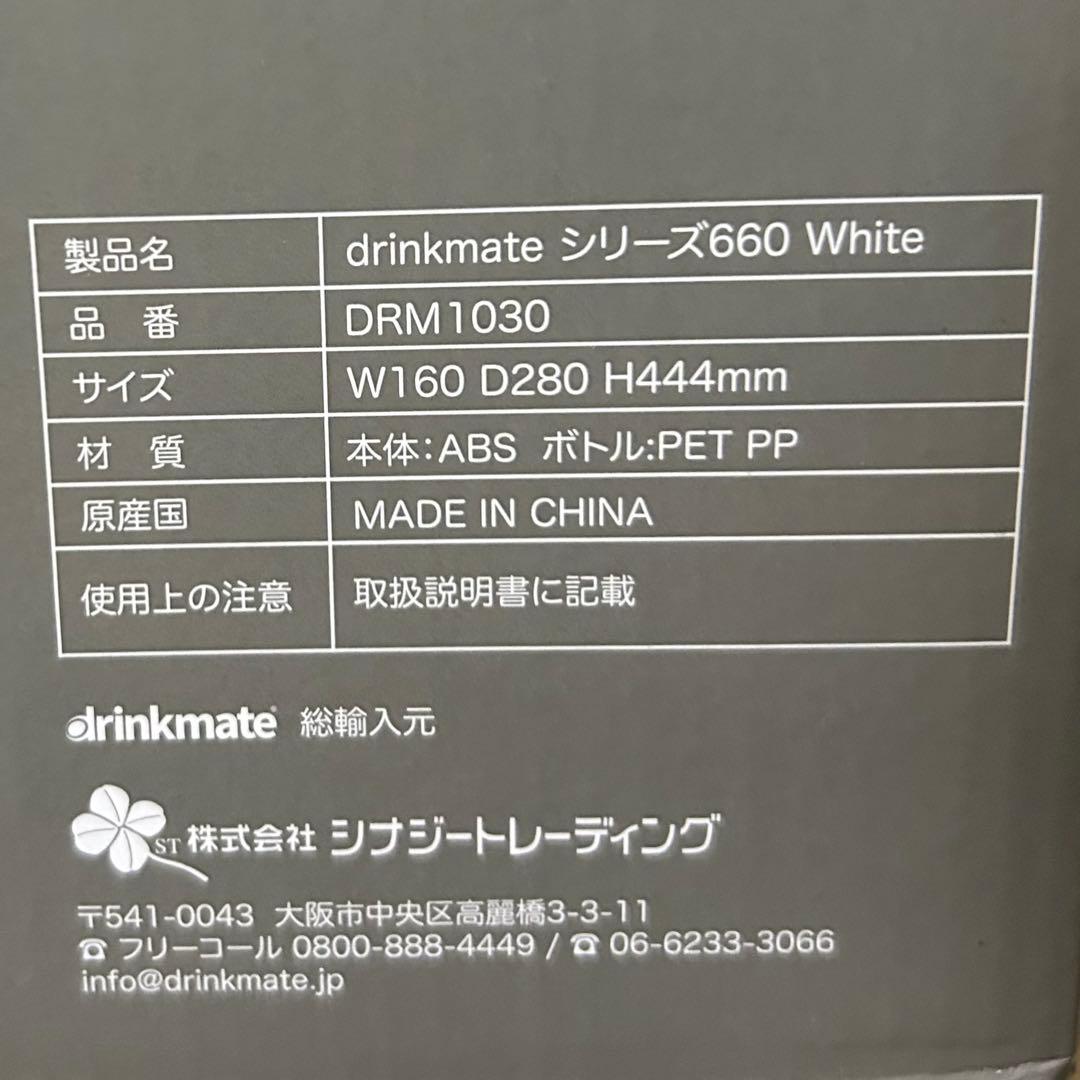 製品名 drinkmate シリーズ660 White
品 番 DRM1030
サイズ W160 D280 H444mm
材 質 本体:ABS ボトル:PET PP
原産国 MADE IN CHINA
使用上の注意 取扱説明書に記載
drinkmate 総輸入元
ST 株式会社 シナジートレーディング
〒541-0043 大阪市中央区高麗橋3-3-11
☎ フリーコール 0800-888-4449 / ☎ 06-6233-3066
info@drinkmate.jp